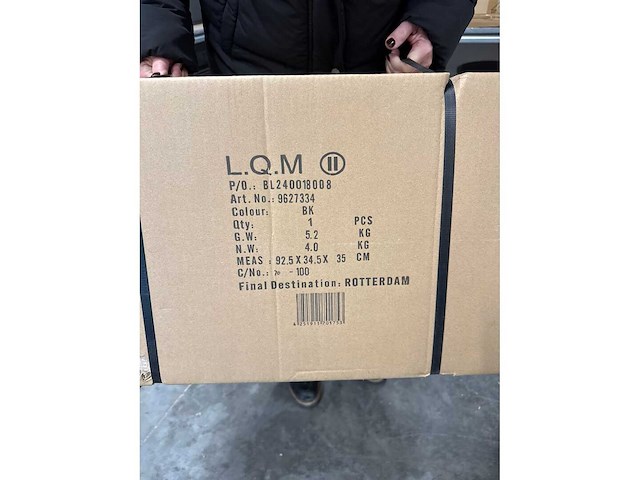 L.Q.M II
P/O.: BL240018008
Art. No.: 9627334
Colour: BK
Qty: 1 PCS
G.W: 5.2 KG
N.W: 4.0 KG
MEAS : 92.5 X 34.5 X 35 CM
C/No.: - 100
Final Destination: ROTTERDAM